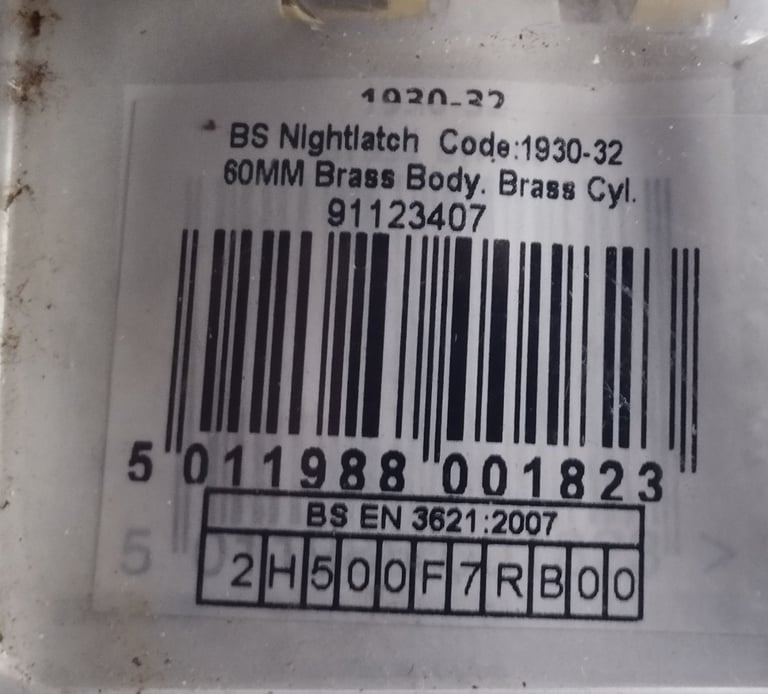 1930-32
BS Nightlatch Code:1930-32
60MM Brass Body. Brass Cyl.
91123407
5 011988 001823
BS EN 3621:2007
2H500F7RB00